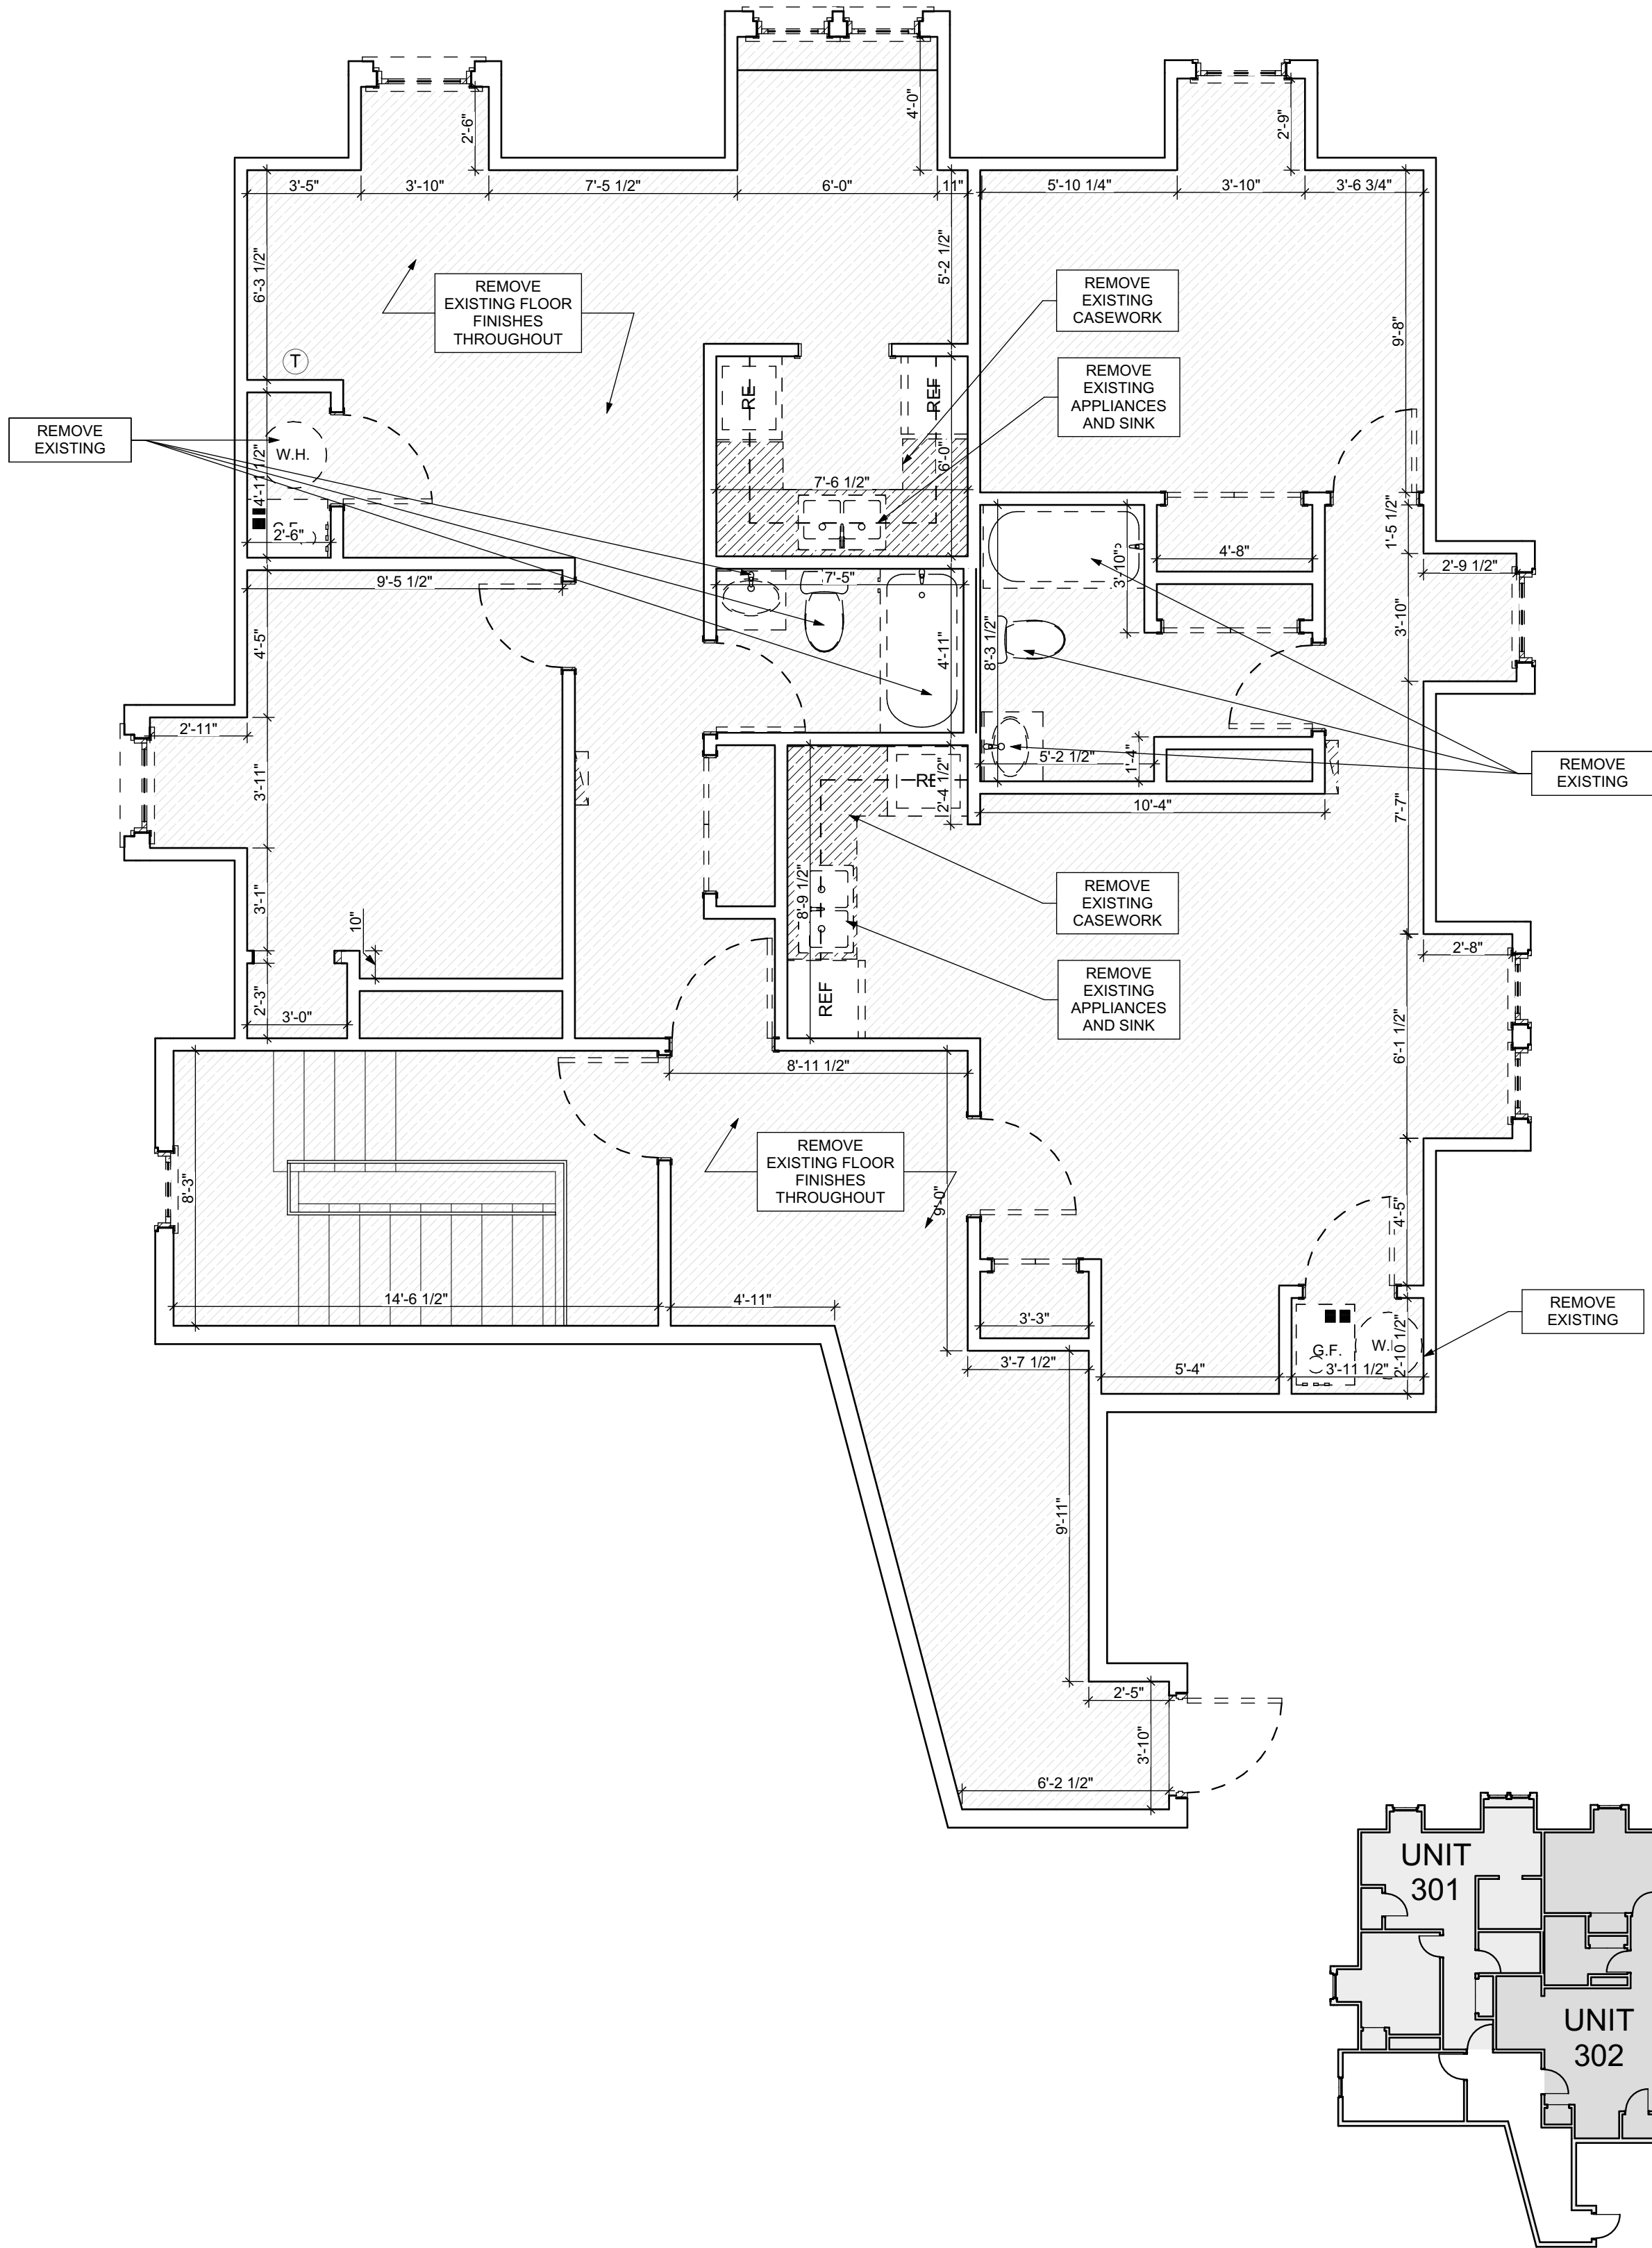 2'-6"
4'-0"
2'-9"
3'-5"
3'-10"
7'-5 1/2"
6'-0"
11"
5'-10 1/4"
3'-10"
3'-6 3/4"
6'-3 1/2"
5'-2 1/2"
9'-8"
REMOVE
EXISTING FLOOR
FINISHES
THROUGHOUT
REMOVE
EXISTING
CASEWORK
T
REMOVE
EXISTING
APPLIANCES
AND SINK
REF
REMOVE
EXISTING
W.H.
4'-11 1/2"
6'-0"
7'-6 1/2"
2'-6"
1'-5 1/2"
4'-8"
2'-9 1/2"
9'-5 1/2"
7'-5"
3'-10"
4'-5"
4'-11"
8'-3 1/2"
3'-10"
2'-11"
5'-2 1/2"
1'-4"
REMOVE
EXISTING
3'-11"
2'-4 1/2"
10'-4"
7'-7"
3'-1"
10"
8'-9 1/2"
REMOVE
EXISTING
CASEWORK
2'-8"
2'-3"
3'-0"
REF
REMOVE
EXISTING
APPLIANCES
AND SINK
6'-1 1/2"
8'-11 1/2"
REMOVE
EXISTING FLOOR
FINISHES
THROUGHOUT
8'-3"
9'-0"
4'-5"
14'-6 1/2"
4'-11"
3'-3"
REMOVE
EXISTING
G.F.
2'-10 1/2"
3'-7 1/2"
5'-4"
3'-11 1/2"
9'-11"
2'-5"
3'-10"
6'-2 1/2"
UNIT
301
UNIT
302